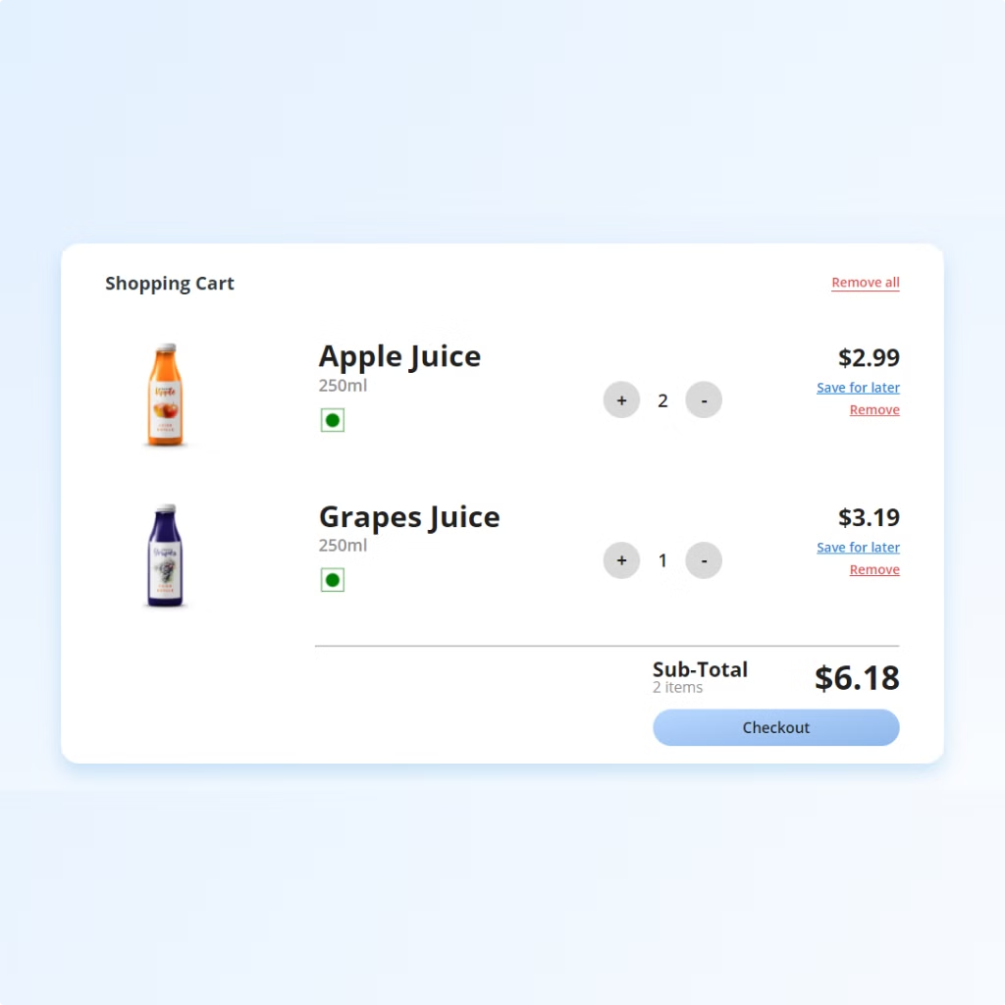 Shopping Cart
Remove all
Apple Juice
250ml
+ 2 -
$2.99
Save for later
Remove
Apple
Grapes Juice
250ml
+ 1 -
$3.19
Save for later
Remove
Sub-Total
2 items
$6.18
Checkout